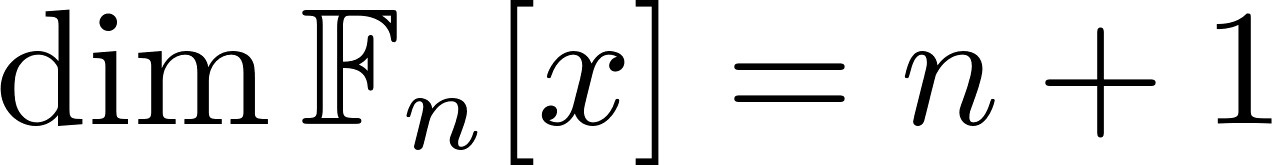 dim 𝔽ₙ[x] = n + 1